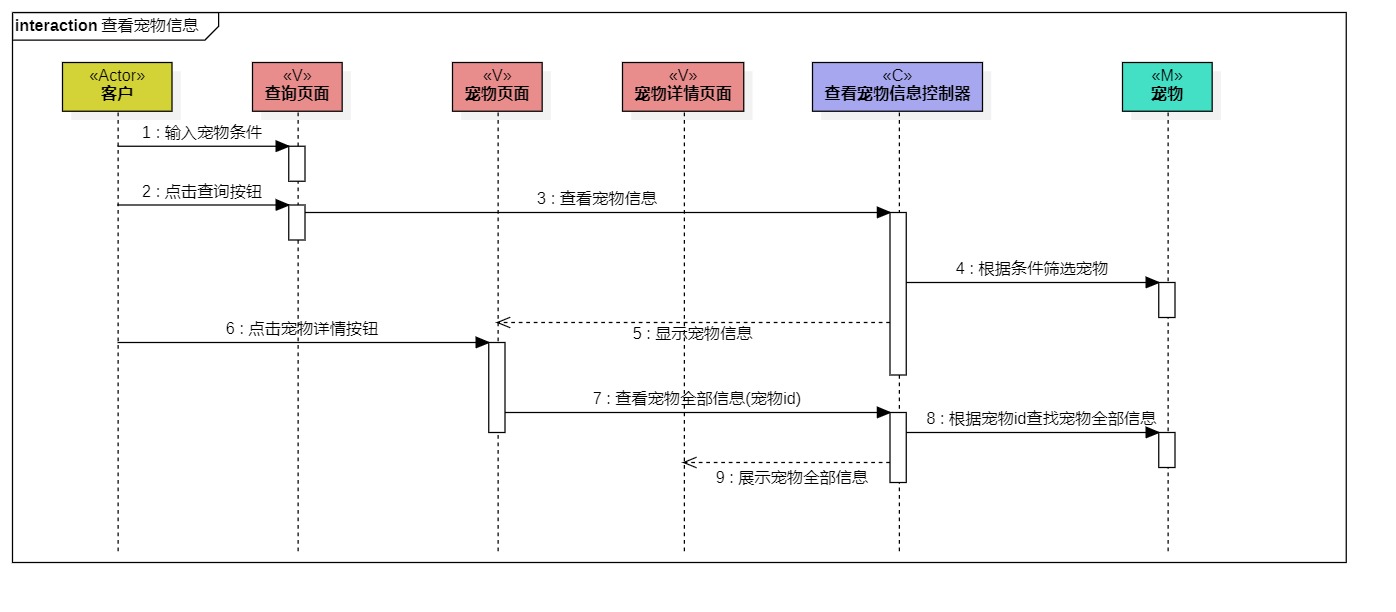 interaction 查看宠物信息
«Actor»
客户
«V»
查询页面
«V»
宠物页面
«V»
宠物详情页面
«C»
查看宠物信息控制器
«M»
宠物
1 : 输入宠物条件
2 : 点击查询按钮
3 : 查看宠物信息
4 : 根据条件筛选宠物
5 : 显示宠物信息
6 : 点击宠物详情按钮
7 : 查看宠物全部信息(宠物id)
8 : 根据宠物id查找宠物全部信息
9 : 展示宠物全部信息